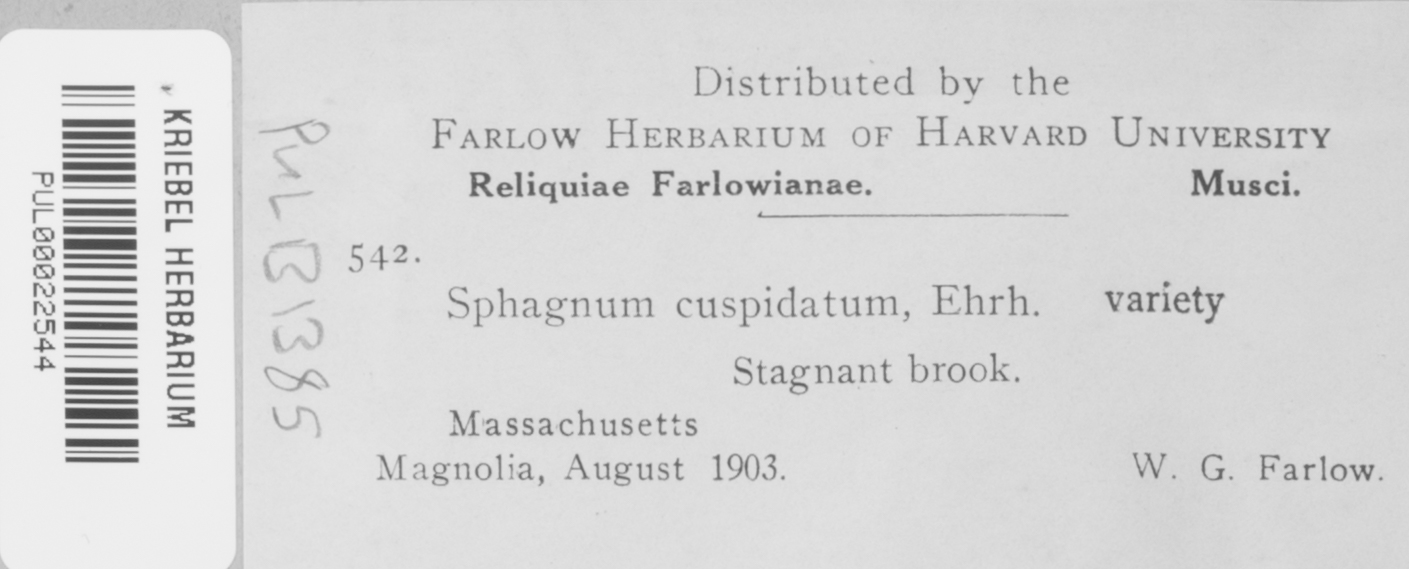 KRIEBEL HERBARIUM
PUL00022544
PUL B1385
Distributed by the
FARLOW HERBARIUM OF HARVARD UNIVERSITY
Reliquiae Farlowianae. Musci.
542.
Sphagnum cuspidatum, Ehrh. variety
Stagnant brook.
Massachusetts
Magnolia, August 1903. W. G. Farlow.